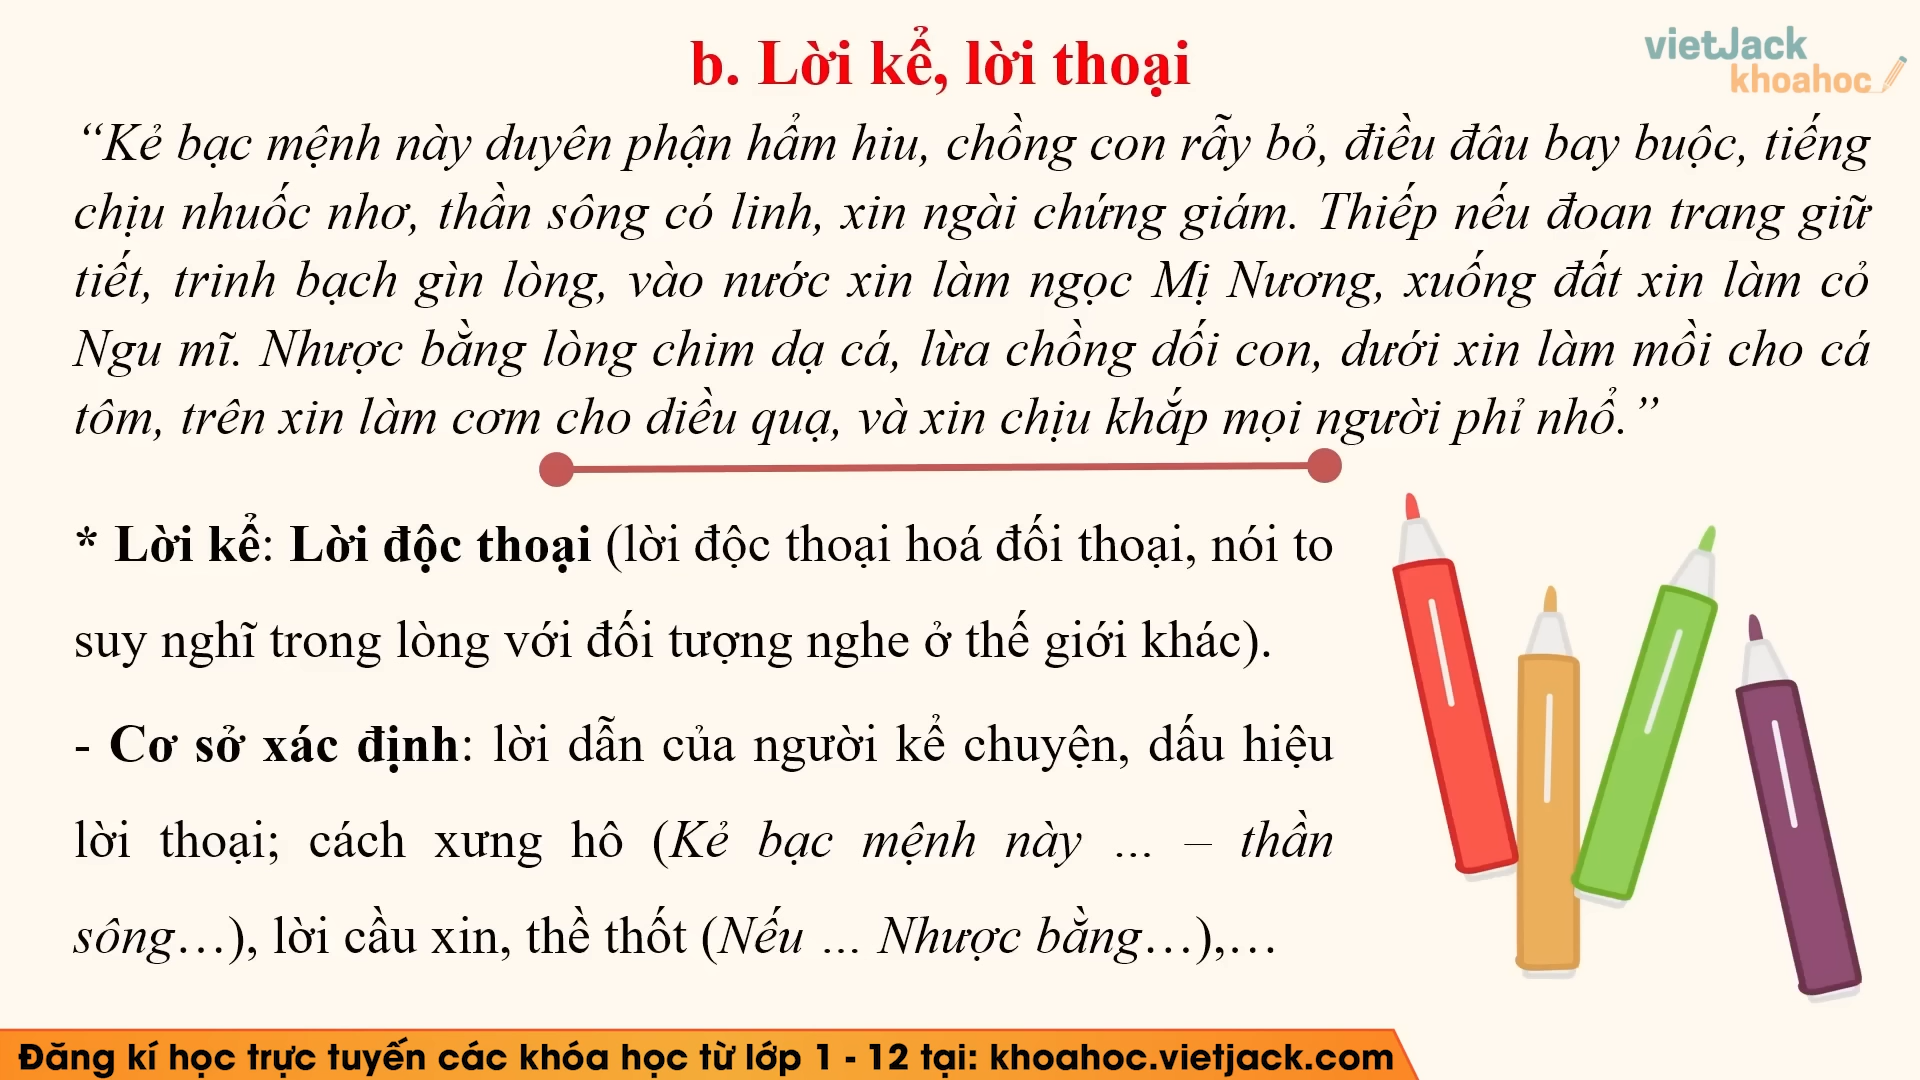 b. Lời kể, lời thoại
vietJack
khoahoc
“Kẻ bạc mệnh này duyên phận hẩm hiu, chồng con rẫy bỏ, điều đâu bay buộc, tiếng
chịu nhuốc nhơ, thần sông có linh, xin ngài chứng giám. Thiếp nếu đoan trang giữ
tiết, trinh bạch gìn lòng, vào nước xin làm ngọc Mị Nương, xuống đất xin làm cỏ
Ngu mĩ. Nhược bằng lòng chim dạ cá, lừa chồng dối con, dưới xin làm mồi cho cá
tôm, trên xin làm cơm cho diều quạ, và xin chịu khắp mọi người phỉ nhổ.”
* Lời kể: Lời độc thoại (lời độc thoại hoá đối thoại, nói to
suy nghĩ trong lòng với đối tượng nghe ở thế giới khác).
- Cơ sở xác định: lời dẫn của người kể chuyện, dấu hiệu
lời thoại; cách xưng hô (Kẻ bạc mệnh này ... – thần
sông…), lời cầu xin, thề thốt (Nếu ... Nhược bằng…),…
Đăng kí học trực tuyến các khóa học từ lớp 1 - 12 tại: khoahoc.vietjack.com